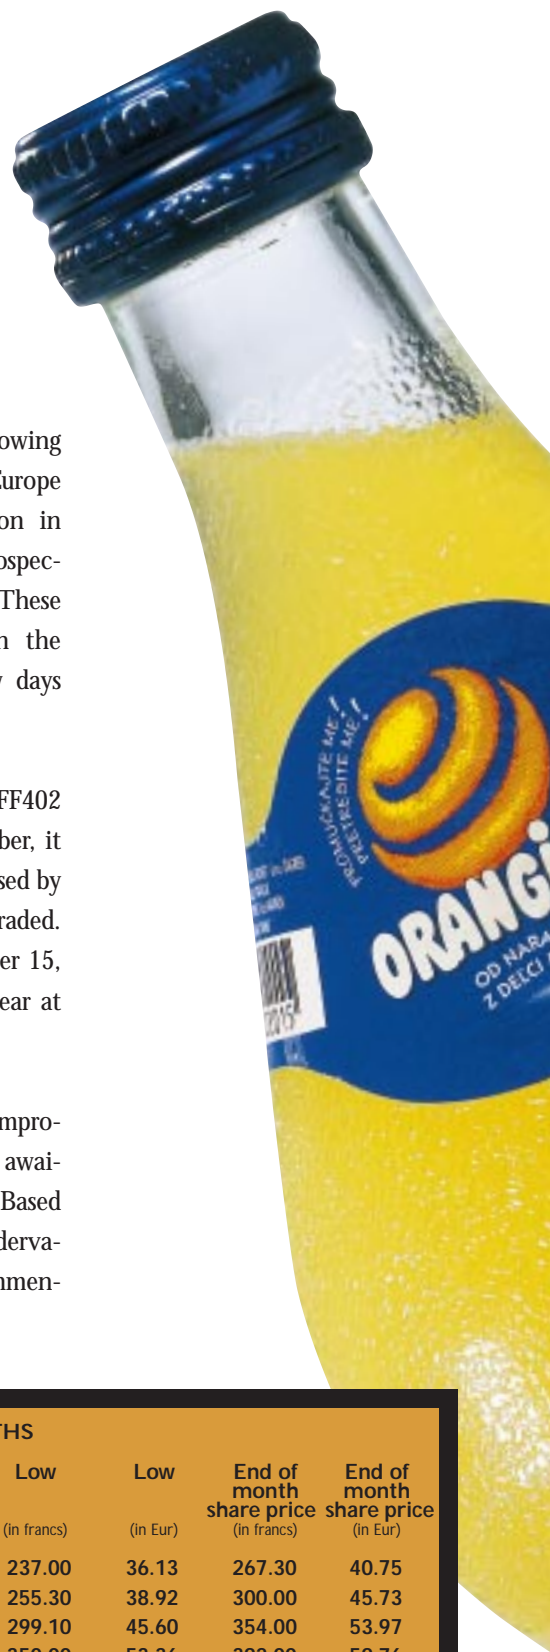 owing
Europe
on in
ospec-
These
n the
days
FF402
ber, it
sed by
raded.
er 15,
ear at
mpro-
awai-
Based
derva-
nmen-
PROMUČKAJTE ME!
PRETRESITE ME!
ORANGI
OD NARA
Z DELCI
THS
Low Low End of month share price End of month share price
(in francs) (in Eur) (in francs) (in Eur)
237.00 36.13 267.30 40.75
255.30 38.92 300.00 45.73
299.10 45.60 354.00 53.97